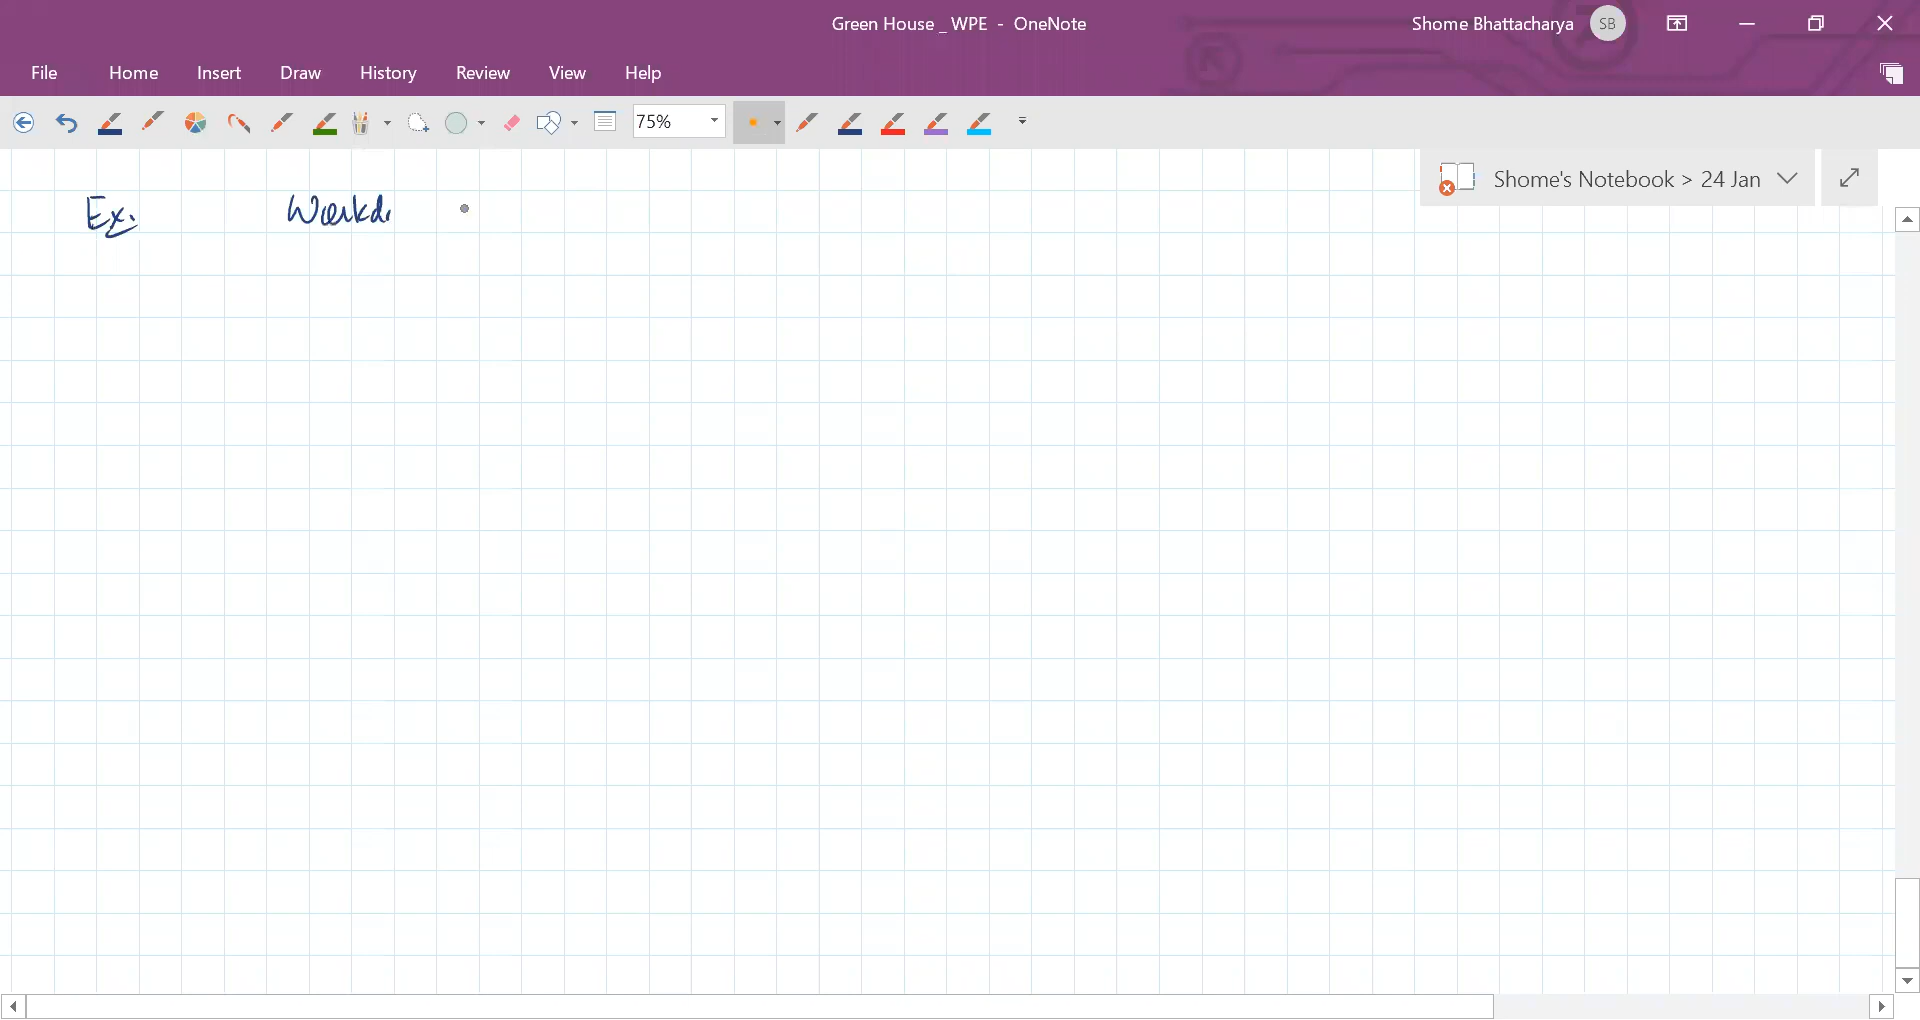 Green House _ WPE - OneNote
Shome Bhattacharya SB
File Home Insert Draw History Review View Help
75%
Shome's Notebook > 24 Jan
Ex. Workd